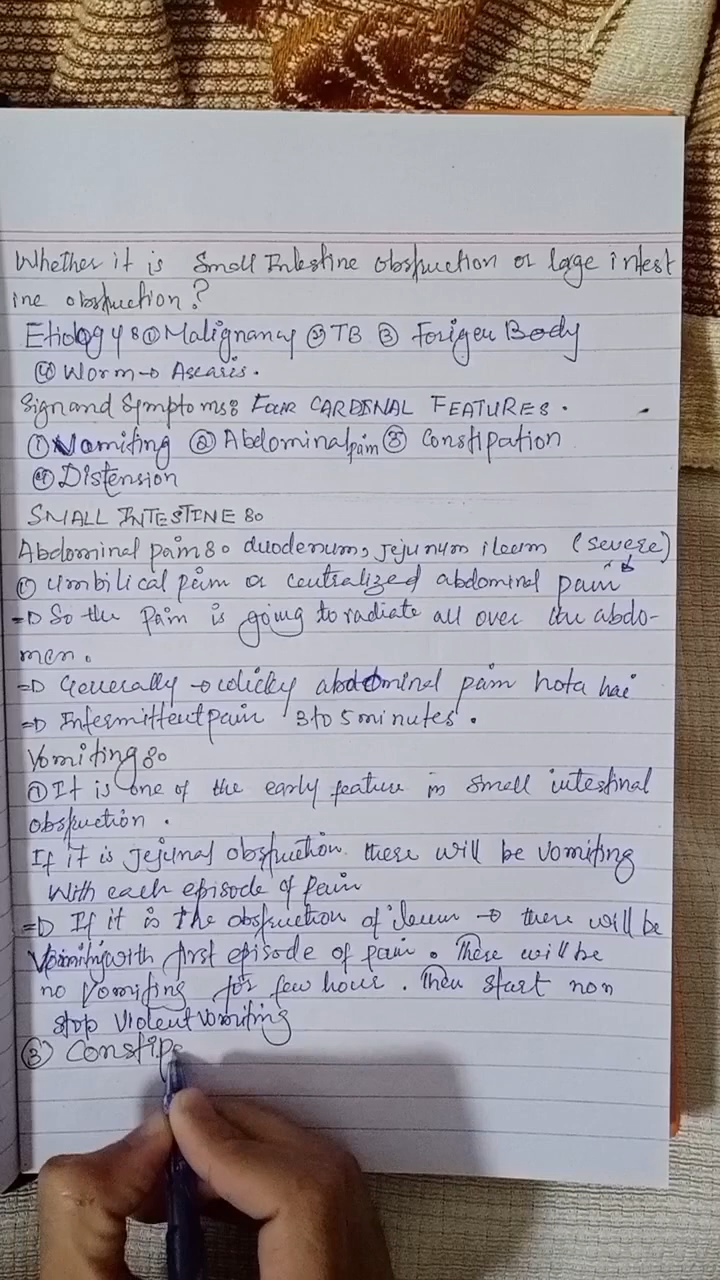 Whether it is Small Intestine obstruction or large intest
ine obstruction?
Etiology : ① Malignancy ② TB ③ Forigen Body
④ Worm → Ascaris.
Sign and Symptoms : FOUR CARDINAL FEATURES.
① Vomiting ② Abdominal pain ③ Constipation
④ Distension
SMALL INTESTINE :
Abdominal pain : duodenum, jejunum ileum (severe)
① Umbilical pain or centralized abdominal pain
⇒ So the pain is going to radiate all over the abdo-
men.
⇒ Generally → colicky abdominal pain hota hai
⇒ Intermittent pain 3 to 5 minutes.
Vomiting :
① It is one of the early feature in small intestinal
obstruction.
If it is jejunal obstruction there will be vomiting
with each episode of pain
⇒ If it is the obstruction of ileum → there will be
Vomiting with first episode of pain. There will be
no vomiting for few hour. Then start non
stop violent vomiting
③ Constip